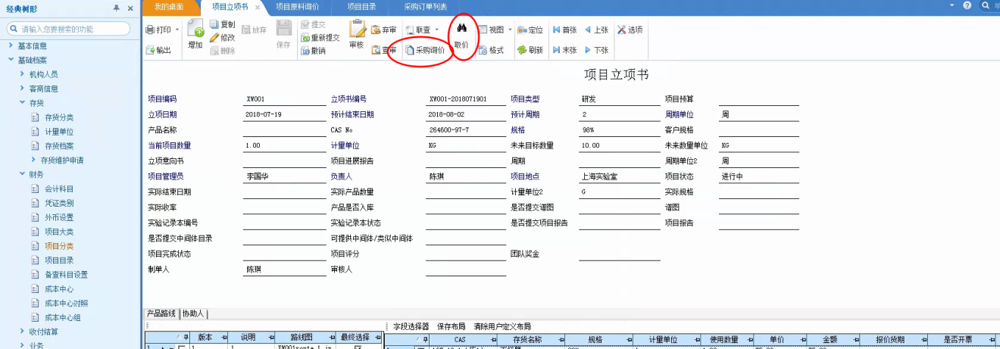 经典树形
我的桌面 项目立项书 项目原料询价 项目目录 采购订单列表
请输入您要搜索的功能
打印 增加 复制 放弃 保存 提交 审核 弃审 联查 取价 视图 定位 首张 上张 选项
修改 重新提交
输出 删除 撤销 查审 采购询价 格式 刷新 末张 下张
基本信息
基础档案
机构人员
客商信息
存货
存货分类
计量单位
存货档案
存货维护申请
财务
会计科目
凭证类别
外币设置
项目大类
项目分类
项目目录
备查科目设置
成本中心
成本中心对照
成本中心组
收付结算
业务
项目立项书
项目编码 XW001 立项书编号 XW001-2018071901 项目类型 研发 项目预算
立项日期 2018-07-19 预计结束日期 2018-08-02 预计周期 2 周期单位 周
产品名称 CAS No 264600-97-7 规格 98% 客户规格
当前项目数量 1.00 计量单位 KG 未来目标数量 10.00 未来数量单位 KG
立项意向书 项目进展报告 周期 周期单位2 周
项目管理员 李国华 负责人 陈琪 项目地点 上海实验室 项目状态 进行中
实际结束日期 实际产品数量 计量单位2 G 实际规格
实际收率 产品是否入库 是否提交谱图 谱图
实验记录本编号 实验记录本状态 是否提交项目报告 项目报告
是否提交中间体目录 可提供中间体/类似中间体
项目完成状态 项目评分 团队奖金
制单人 陈琪 审核人
产品路线 协助人
字段选择器 保存布局 清除用户定义布局
版本 说明 路线图 最终选择 CAS 存货名称 规格 计量单位 使用数量 单价 金额 报价货期 是否开票